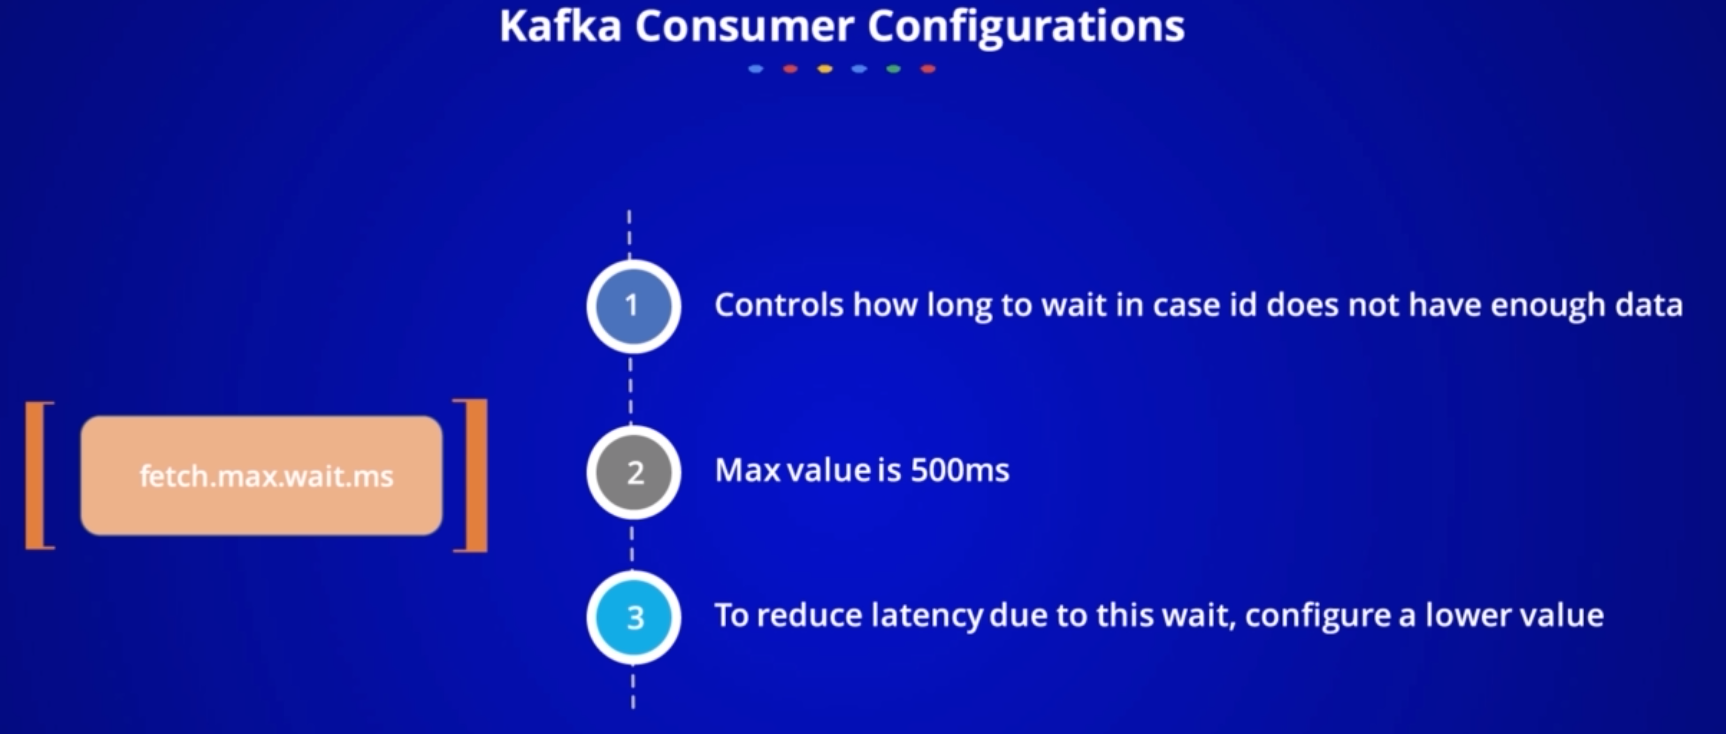 Kafka Consumer Configurations
1
Controls how long to wait in case id does not have enough data
fetch.max.wait.ms
2
Max value is 500ms
3
To reduce latency due to this wait, configure a lower value